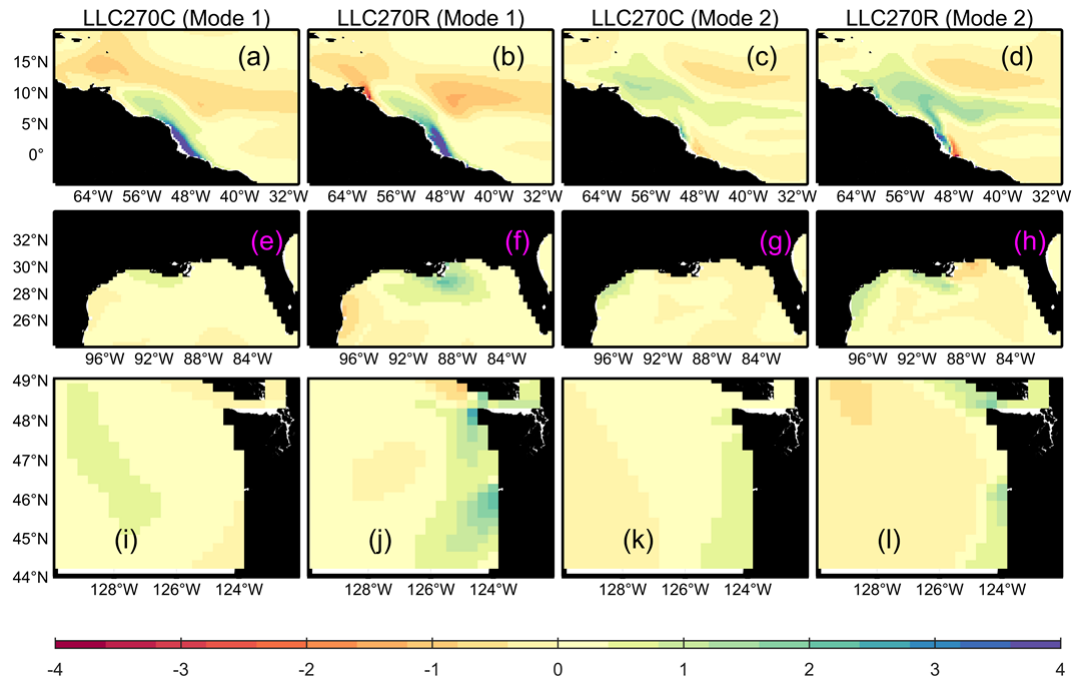 LLC270C (Mode 1) LLC270R (Mode 1) LLC270C (Mode 2) LLC270R (Mode 2)
(a) (b) (c) (d)
15°N
10°N
5°N
0°
64°W 56°W 48°W 40°W 32°W 64°W 56°W 48°W 40°W 32°W 64°W 56°W 48°W 40°W 32°W 64°W 56°W 48°W 40°W 32°W
32°N (e) (f) (g) (h)
30°N
28°N
26°N
96°W 92°W 88°W 84°W 96°W 92°W 88°W 84°W 96°W 92°W 88°W 84°W 96°W 92°W 88°W 84°W
49°N
48°N
47°N
46°N
45°N (i) (j) (k) (l)
44°N
128°W 126°W 124°W 128°W 126°W 124°W 128°W 126°W 124°W 128°W 126°W 124°W
-4 -3 -2 -1 0 1 2 3 4